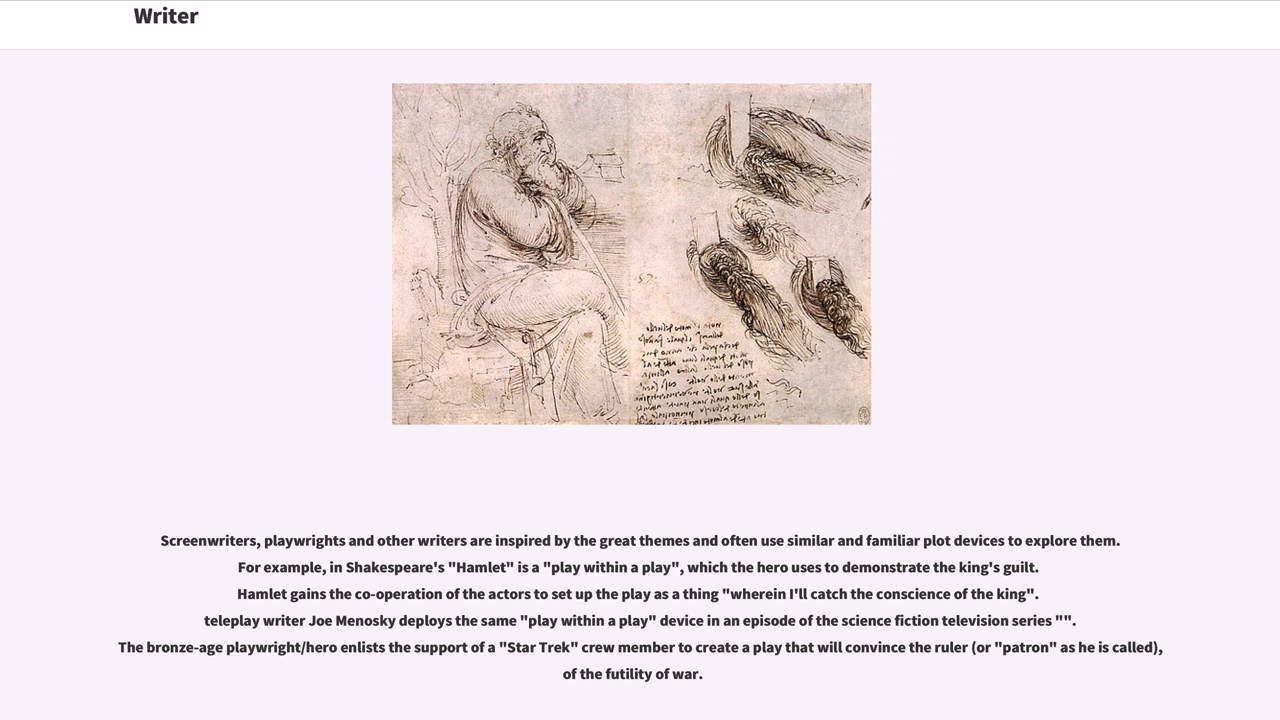 Writer
Screenwriters, playwrights and other writers are inspired by the great themes and often use similar and familiar plot devices to explore them.
For example, in Shakespeare's "Hamlet" is a "play within a play", which the hero uses to demonstrate the king's guilt.
Hamlet gains the co-operation of the actors to set up the play as a thing "wherein I'll catch the conscience of the king".
teleplay writer Joe Menosky deploys the same "play within a play" device in an episode of the science fiction television series "".
The bronze-age playwright/hero enlists the support of a "Star Trek" crew member to create a play that will convince the ruler (or "patron" as he is called),
of the futility of war.